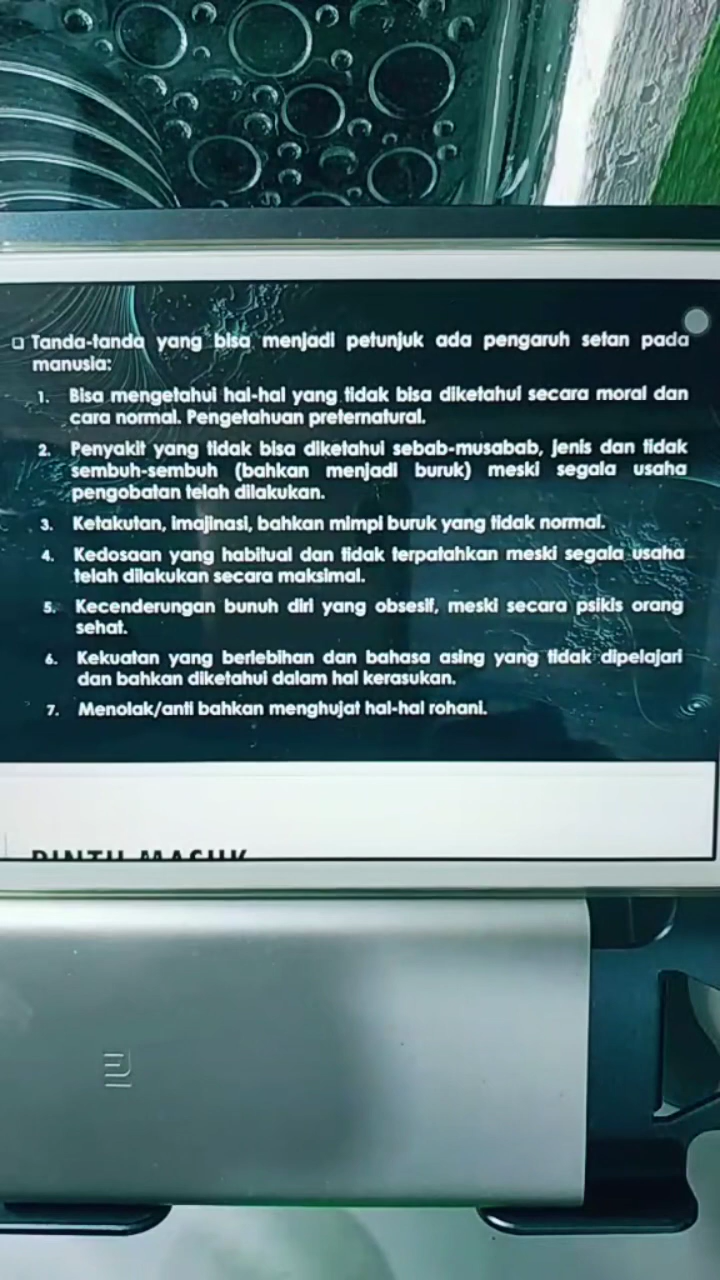 Tanda-tanda yang bisa menjadi petunjuk ada pengaruh setan pada
manusia:
1. Bisa mengetahui hal-hal yang tidak bisa diketahui secara moral dan
cara normal. Pengetahuan preternatural.
2. Penyakit yang tidak bisa diketahui sebab-musabab, jenis dan tidak
sembuh-sembuh (bahkan menjadi buruk) meski segala usaha
pengobatan telah dilakukan.
3. Ketakutan, imajinasi, bahkan mimpi buruk yang tidak normal.
4. Kedosaan yang habitual dan tidak terpatahkan meski segala usaha
telah dilakukan secara maksimal.
5. Kecenderungan bunuh diri yang obsesif, meski secara psikis orang
sehat.
6. Kekuatan yang berlebihan dan bahasa asing yang tidak dipelajari
dan bahkan diketahui dalam hal kerasukan.
7. Menolak/anti bahkan menghujat hal-hal rohani.
PINTU MASUK